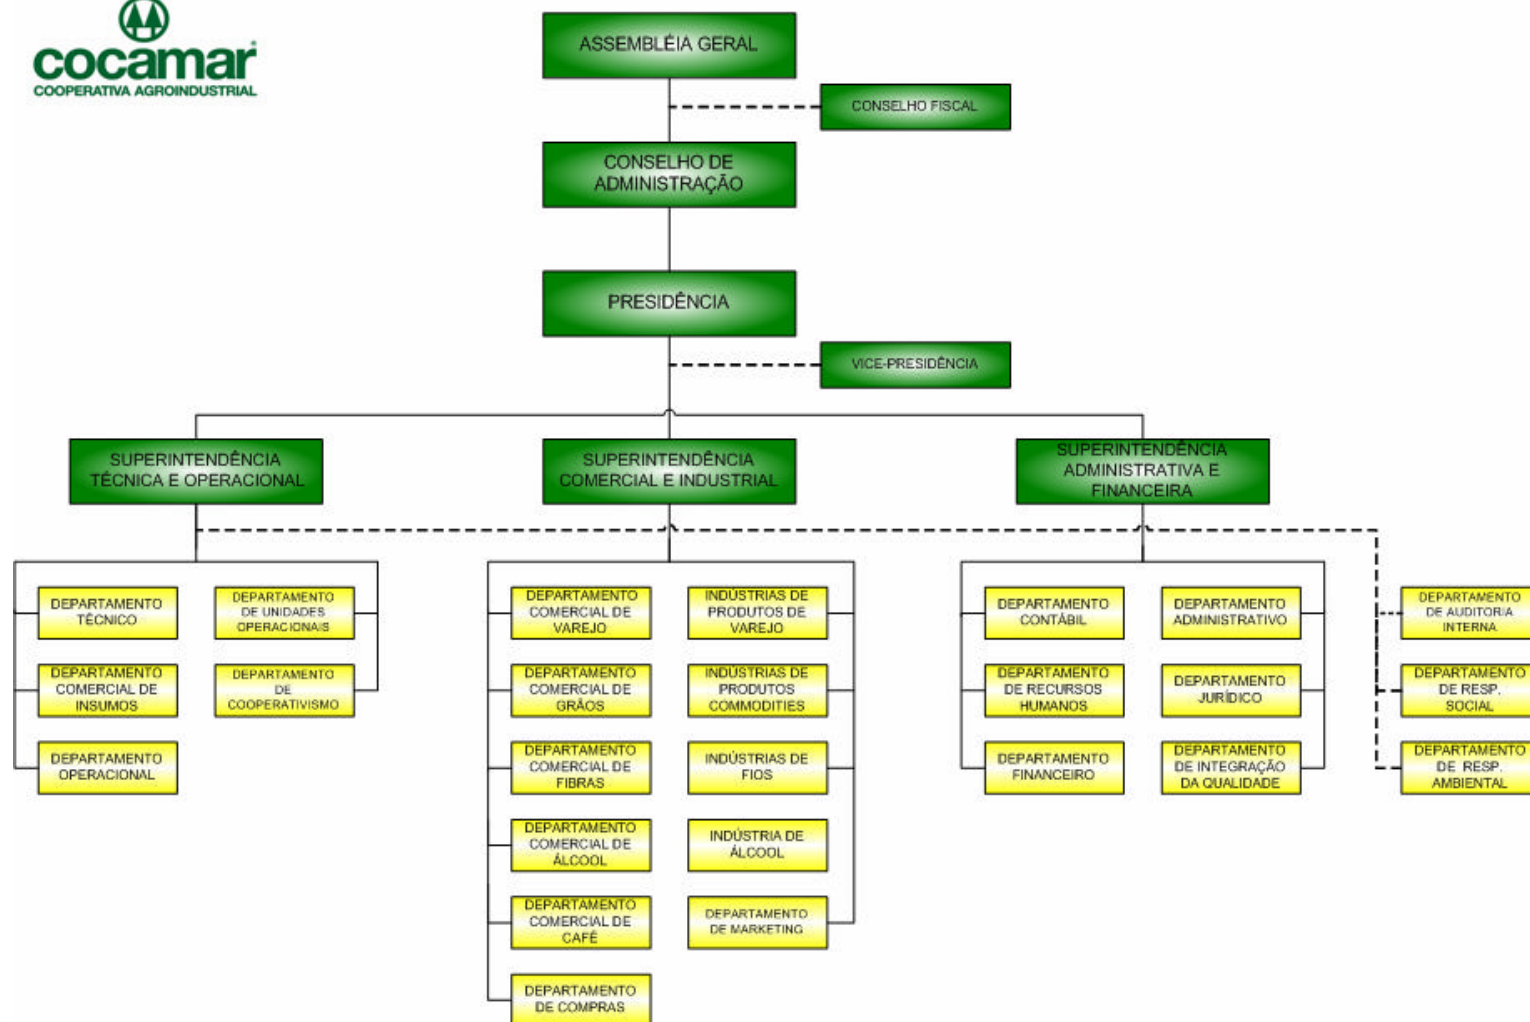 cocamar
COOPERATIVA AGROINDUSTRIAL
ASSEMBLÉIA GERAL
CONSELHO FISCAL
CONSELHO DE
ADMINISTRAÇÃO
PRESIDÊNCIA
VICE-PRESIDÊNCIA
SUPERINTENDÊNCIA
TÉCNICA E OPERACIONAL
SUPERINTENDÊNCIA
COMERCIAL E INDUSTRIAL
SUPERINTENDÊNCIA
ADMINISTRATIVA E
FINANCEIRA
DEPARTAMENTO
TÉCNICO
DEPARTAMENTO
DE UNIDADES
OPERACIONAIS
DEPARTAMENTO
COMERCIAL DE
INSUMOS
DEPARTAMENTO
DE
COOPERATIVISMO
DEPARTAMENTO
OPERACIONAL
DEPARTAMENTO
COMERCIAL DE
VAREJO
INDÚSTRIAS DE
PRODUTOS DE
VAREJO
DEPARTAMENTO
COMERCIAL DE
GRÃOS
INDÚSTRIAS DE
PRODUTOS
COMMODITIES
DEPARTAMENTO
COMERCIAL DE
FIBRAS
INDÚSTRIAS DE
FIOS
DEPARTAMENTO
COMERCIAL DE
ÁLCOOL
INDÚSTRIA DE
ÁLCOOL
DEPARTAMENTO
COMERCIAL DE
CAFÉ
DEPARTAMENTO
DE MARKETING
DEPARTAMENTO
DE COMPRAS
DEPARTAMENTO
CONTÁBIL
DEPARTAMENTO
ADMINISTRATIVO
DEPARTAMENTO
DE RECURSOS
HUMANOS
DEPARTAMENTO
JURÍDICO
DEPARTAMENTO
FINANCEIRO
DEPARTAMENTO
DE INTEGRAÇÃO
DA QUALIDADE
DEPARTAMENTO
DE AUDITORIA
INTERNA
DEPARTAMENTO
DE RESP.
SOCIAL
DEPARTAMENTO
DE RESP.
AMBIENTAL